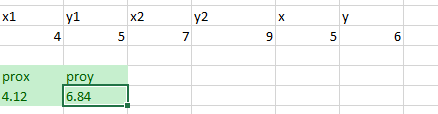 x1 y1 x2 y2 x y
4 5 7 9 5 6
prox proy
4.12 6.84